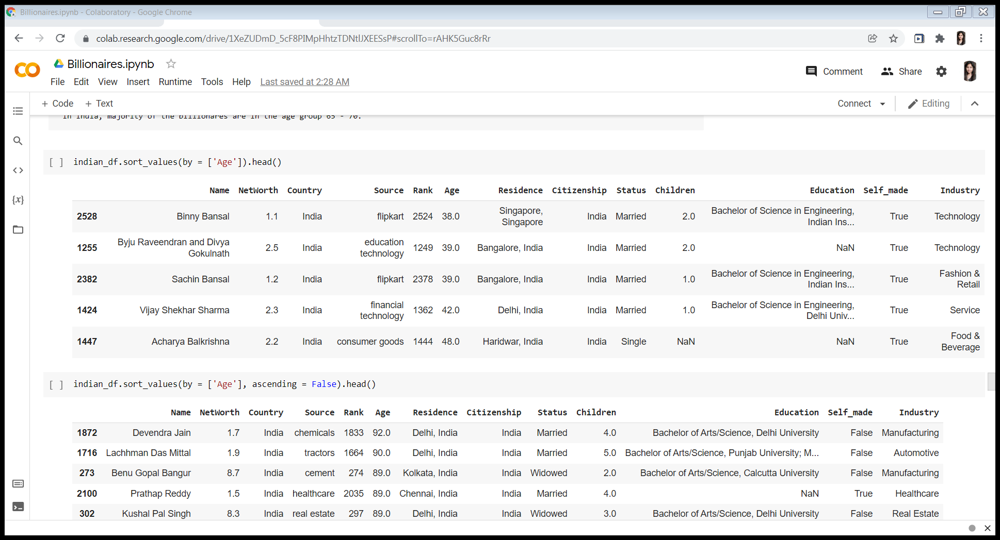 Billionaires.ipynb - Colaboratory - Google Chrome
colab.research.google.com/drive/1XeZUDmD_5cF8PIMpHhtzTDNtlJXEESsP#scrollTo=rAHK5Guc8rRr
Billionaires.ipynb
Comment Share
File Edit View Insert Runtime Tools Help Last saved at 2:28 AM
+ Code + Text Connect Editing
In India, majority of the billionares are in the age group 65 - 70.
[ ] indian_df.sort_values(by = ['Age']).head()
Name NetWorth Country Source Rank Age Residence Citizenship Status Children Education Self_made Industry
2528 Binny Bansal 1.1 India flipkart 2524 38.0 Singapore, Singapore India Married 2.0 Bachelor of Science in Engineering, Indian Ins... True Technology
1255 Byju Raveendran and Divya Gokulnath 2.5 India education technology 1249 39.0 Bangalore, India India Married 2.0 NaN True Technology
2382 Sachin Bansal 1.2 India flipkart 2378 39.0 Bangalore, India India Married 1.0 Bachelor of Science in Engineering, Indian Ins... True Fashion & Retail
1424 Vijay Shekhar Sharma 2.3 India financial technology 1362 42.0 Delhi, India India Married 1.0 Bachelor of Science in Engineering, Delhi Univ... True Service
1447 Acharya Balkrishna 2.2 India consumer goods 1444 48.0 Haridwar, India India Single NaN NaN True Food & Beverage
[ ] indian_df.sort_values(by = ['Age'], ascending = False).head()
Name NetWorth Country Source Rank Age Residence Citizenship Status Children Education Self_made Industry
1872 Devendra Jain 1.7 India chemicals 1833 92.0 Delhi, India India Married 4.0 Bachelor of Arts/Science, Delhi University False Manufacturing
1716 Lachhman Das Mittal 1.9 India tractors 1664 90.0 Delhi, India India Married 5.0 Bachelor of Arts/Science, Punjab University; M... False Automotive
273 Benu Gopal Bangur 8.7 India cement 274 89.0 Kolkata, India India Widowed 2.0 Bachelor of Arts/Science, Calcutta University False Manufacturing
2100 Prathap Reddy 1.5 India healthcare 2035 89.0 Chennai, India India Married 4.0 NaN True Healthcare
302 Kushal Pal Singh 8.3 India real estate 297 89.0 Delhi, India India Widowed 3.0 Bachelor of Arts/Science, Delhi University False Real Estate